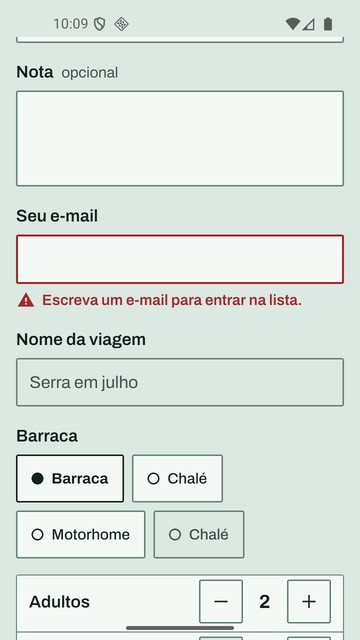 10:09
Nota opcional
Seu e-mail
Escreva um e-mail para entrar na lista.
Nome da viagem
Serra em julho
Barraca
Barraca Chalé
Motorhome Chalé
Adultos − 2 +